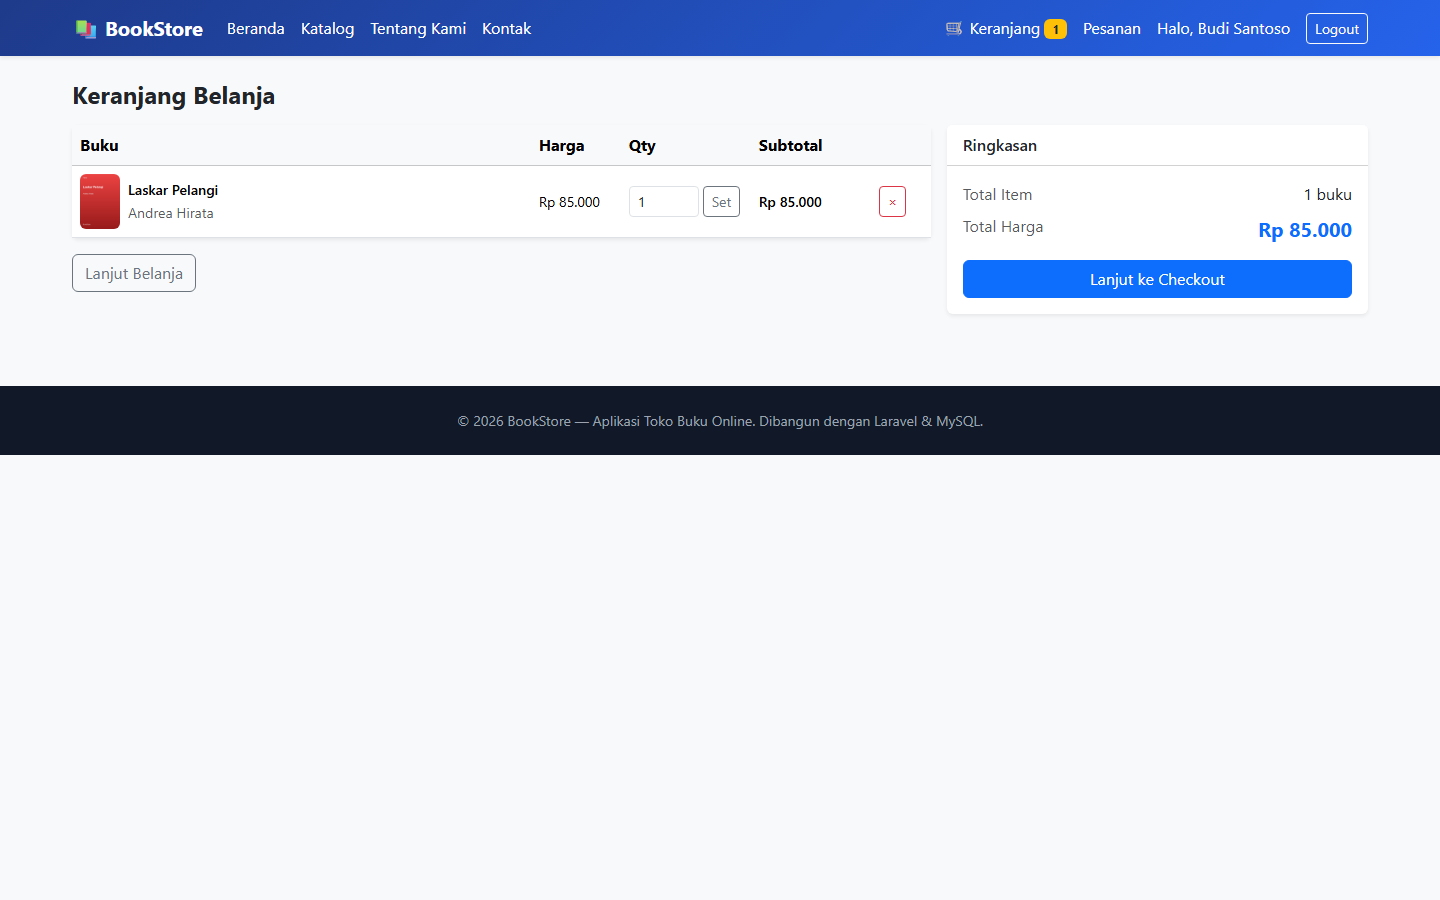 BookStore Beranda Katalog Tentang Kami Kontak Keranjang 1 Pesanan Halo, Budi Santoso Logout
Keranjang Belanja
Buku Harga Qty Subtotal
Laskar Pelangi
Andrea Hirata
Rp 85.000 1 Set Rp 85.000 ×
Lanjut Belanja
Ringkasan
Total Item 1 buku
Total Harga Rp 85.000
Lanjut ke Checkout
© 2026 BookStore — Aplikasi Toko Buku Online. Dibangun dengan Laravel & MySQL.